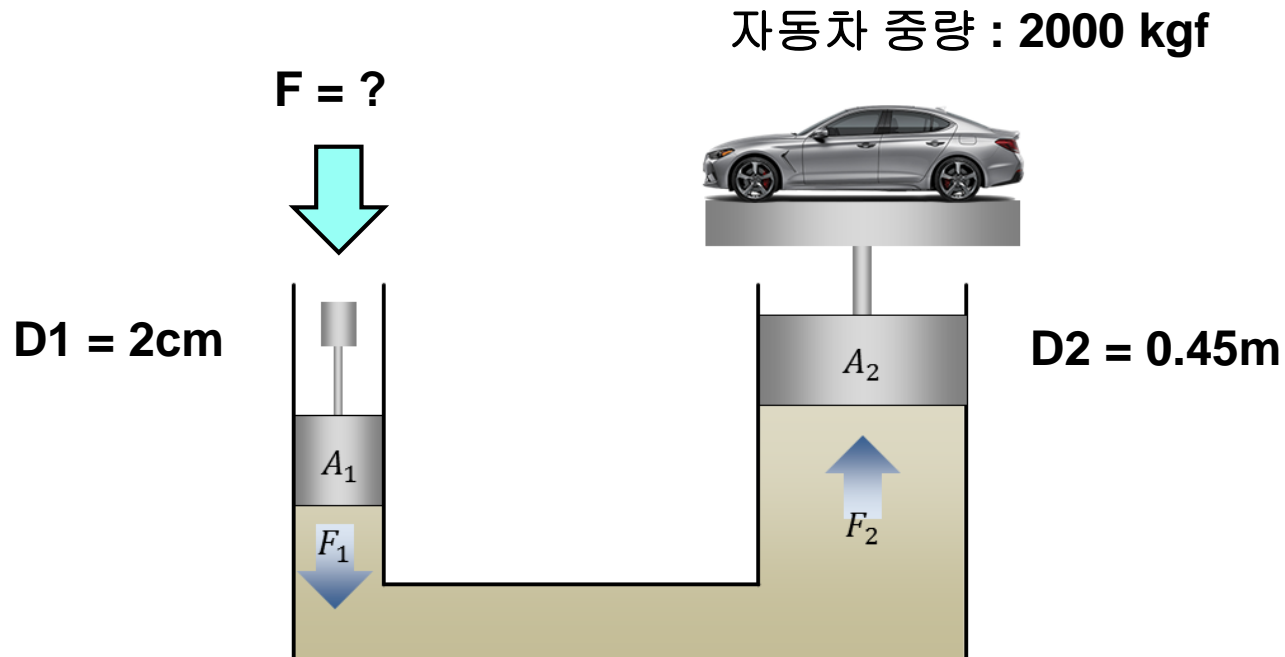 자동차 중량 : 2000 kgf
F = ?
D1 = 2cm
A₂
D2 = 0.45m
A₁
F₂
F₁